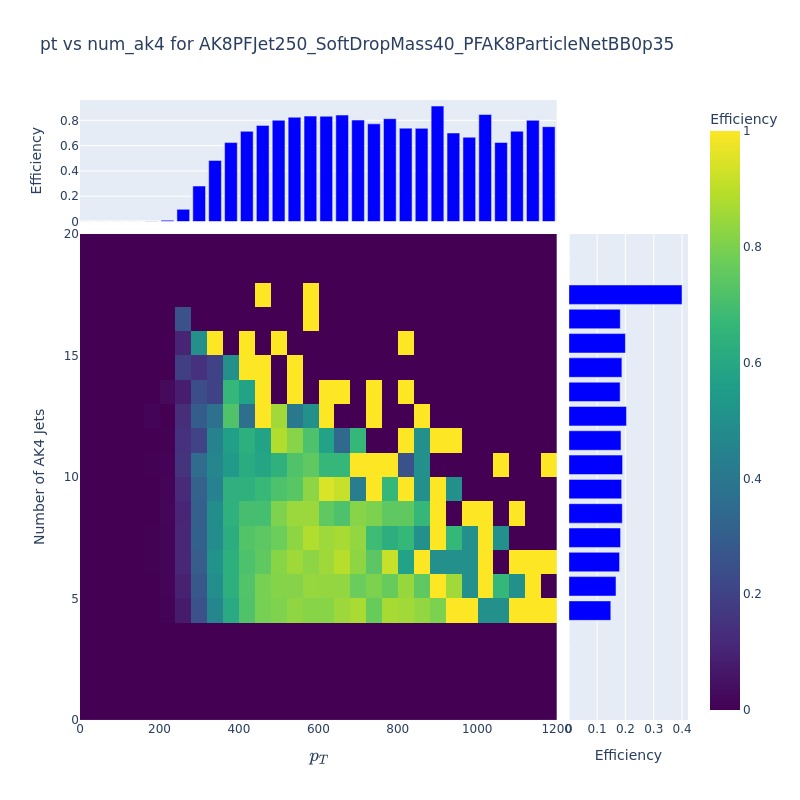 pt vs num_ak4 for AK8PFJet250_SoftDropMass40_PFAK8ParticleNetBB0p35
Efficiency
0.8
0.6
0.4
0.2
0
Efficiency
1
0.8
0.6
0.4
0.2
0
Number of AK4 Jets
20
15
10
5
0
0 200 400 600 800 1000 1200
p_T
0 0.1 0.2 0.3 0.4
Efficiency